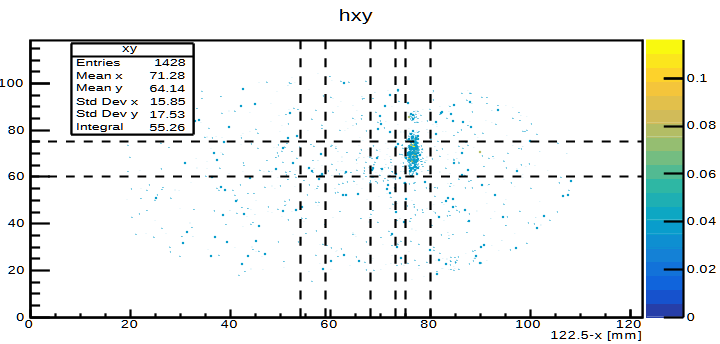 hxy
xy
Entries 1428
Mean x 71.28
Mean y 64.14
Std Dev x 15.85
Std Dev y 17.53
Integral 55.26
100
80
60
40
20
0
0 20 40 60 80 100 120
122.5-x [mm]
0.1
0.08
0.06
0.04
0.02
0